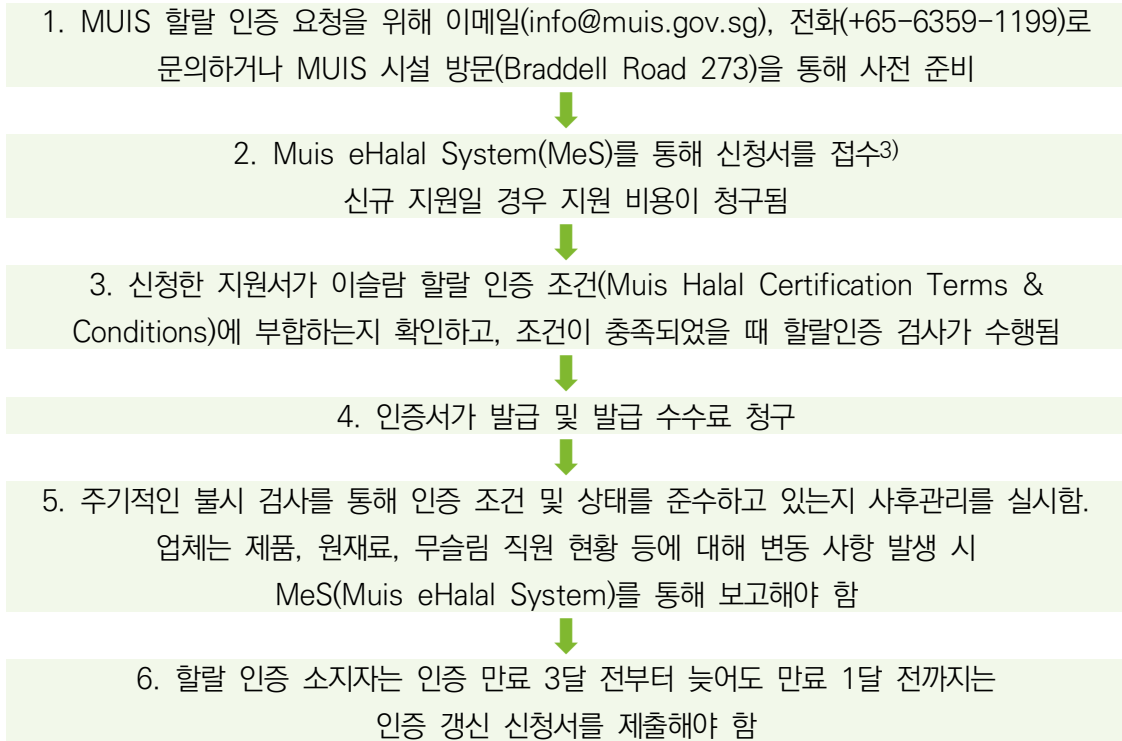 1. MUIS 할랄 인증 요청을 위해 이메일(info@muis.gov.sg), 전화(+65-6359-1199)로
문의하거나 MUIS 시설 방문(Braddell Road 273)을 통해 사전 준비
2. Muis eHalal System(MeS)를 통해 신청서를 접수3)
신규 지원일 경우 지원 비용이 청구됨
3. 신청한 지원서가 이슬람 할랄 인증 조건(Muis Halal Certification Terms &
Conditions)에 부합하는지 확인하고, 조건이 충족되었을 때 할랄인증 검사가 수행됨
4. 인증서가 발급 및 발급 수수료 청구
5. 주기적인 불시 검사를 통해 인증 조건 및 상태를 준수하고 있는지 사후관리를 실시함.
업체는 제품, 원재료, 무슬림 직원 현황 등에 대해 변동 사항 발생 시
MeS(Muis eHalal System)를 통해 보고해야 함
6. 할랄 인증 소지자는 인증 만료 3달 전부터 늦어도 만료 1달 전까지는
인증 갱신 신청서를 제출해야 함